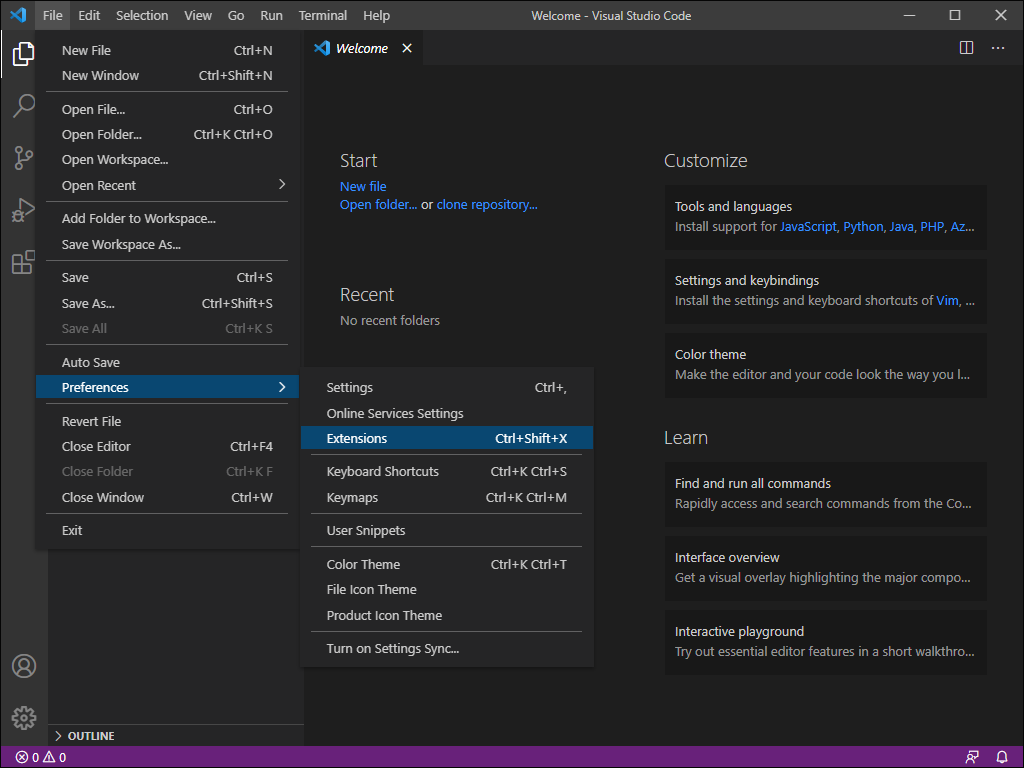 File Edit Selection View Go Run Terminal Help
Welcome - Visual Studio Code
New File Ctrl+N
New Window Ctrl+Shift+N
Open File... Ctrl+O
Open Folder... Ctrl+K Ctrl+O
Open Workspace...
Open Recent
Add Folder to Workspace...
Save Workspace As...
Save Ctrl+S
Save As... Ctrl+Shift+S
Save All Ctrl+K S
Auto Save
Preferences
Revert File
Close Editor Ctrl+F4
Close Folder Ctrl+K F
Close Window Ctrl+W
Exit
Settings Ctrl+,
Online Services Settings
Extensions Ctrl+Shift+X
Keyboard Shortcuts Ctrl+K Ctrl+S
Keymaps Ctrl+K Ctrl+M
User Snippets
Color Theme Ctrl+K Ctrl+T
File Icon Theme
Product Icon Theme
Turn on Settings Sync...
Welcome
Start
New file
Open folder... or clone repository...
Recent
No recent folders
Customize
Tools and languages
Install support for JavaScript, Python, Java, PHP, Az...
Settings and keybindings
Install the settings and keyboard shortcuts of Vim, ...
Color theme
Make the editor and your code look the way you l...
Learn
Find and run all commands
Rapidly access and search commands from the Co...
Interface overview
Get a visual overlay highlighting the major compo...
Interactive playground
Try out essential editor features in a short walkthro...
OUTLINE
0 0